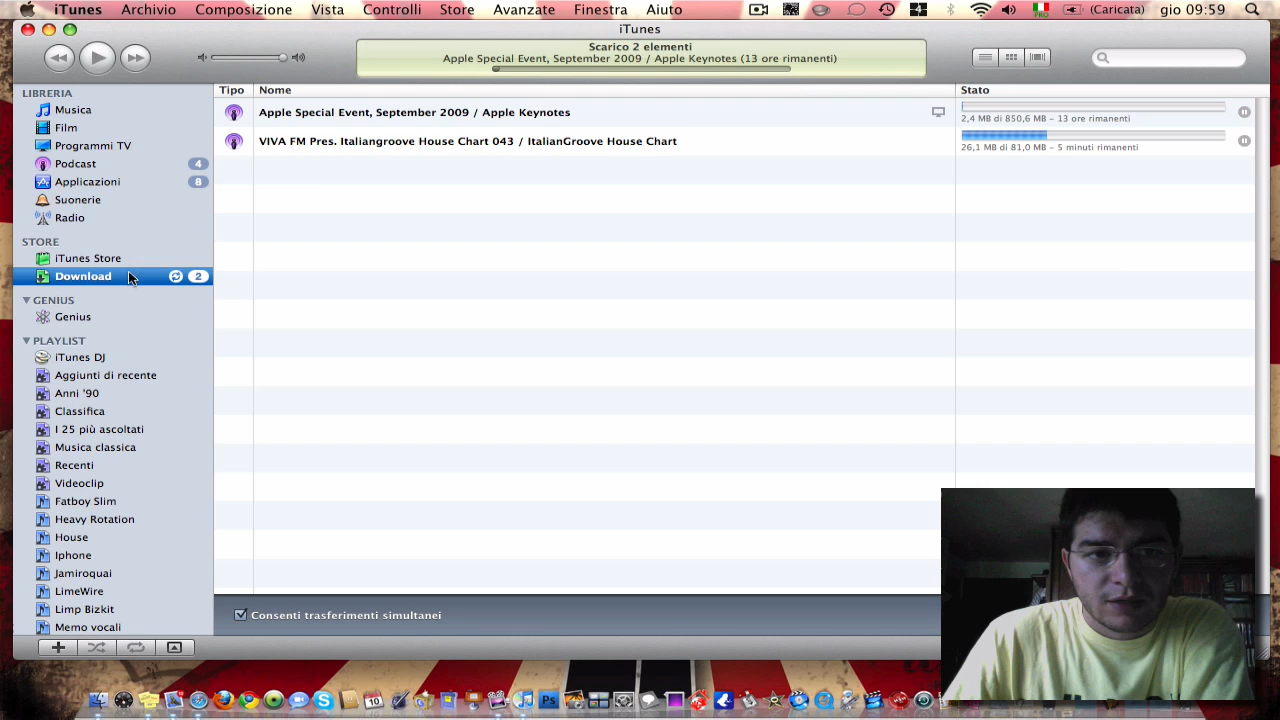 iTunes Archivio Composizione Vista Controlli Store Avanzate Finestra Aiuto 4 PRO (Caricata) gio 09:59
iTunes
Scarico 2 elementi
Apple Special Event, September 2009 / Apple Keynotes (13 ore rimanenti)
LIBRERIA
Musica
Film
Programmi TV
Podcast 4
Applicazioni 8
Suonerie
Radio
STORE
iTunes Store
Download 2
GENIUS
Genius
PLAYLIST
iTunes DJ
Aggiunti di recente
Anni '90
Classifica
I 25 più ascoltati
Musica classica
Recenti
Videoclip
Fatboy Slim
Heavy Rotation
House
Iphone
Jamiroquai
LimeWire
Limp Bizkit
Memo vocali
Tipo Nome Stato
Apple Special Event, September 2009 / Apple Keynotes
2,4 MB di 850,6 MB – 13 ore rimanenti
VIVA FM Pres. Italiangroove House Chart 043 / ItalianGroove House Chart
26,1 MB di 81,0 MB – 5 minuti rimanenti
Consenti trasferimenti simultanei
10
Ps